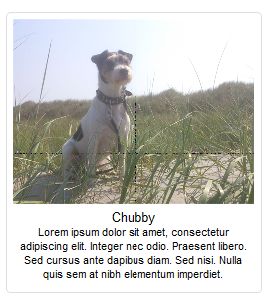 Chubby
Lorem ipsum dolor sit amet, consectetur
adipiscing elit. Integer nec odio. Praesent libero.
Sed cursus ante dapibus diam. Sed nisi. Nulla
quis sem at nibh elementum imperdiet.